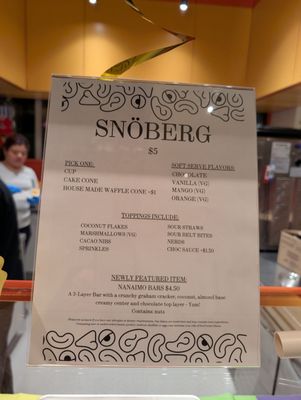 SNÖBERG
$5
PICK ONE:
CUP
CAKE CONE
HOUSE MADE WAFFLE CONE +$1
SOFT SERVE FLAVORS:
CHOCOLATE
VANILLA (VG)
MANGO (VG)
ORANGE (VG)
TOPPINGS INCLUDE:
COCONUT FLAKES
MARSHMALLOWS (VG)
CACAO NIBS
SPRINKLES
SOUR STRAWS
SOUR BELT BITES
NERDS
CHOC SAUCE +$1.50
NEWLY FEATURED ITEM:
NANAIMO BARS $4.50
A 3-Layer Bar with a crunchy graham cracker, coconut, almond base
creamy center and chocolate top layer - Yum!
Contains nuts